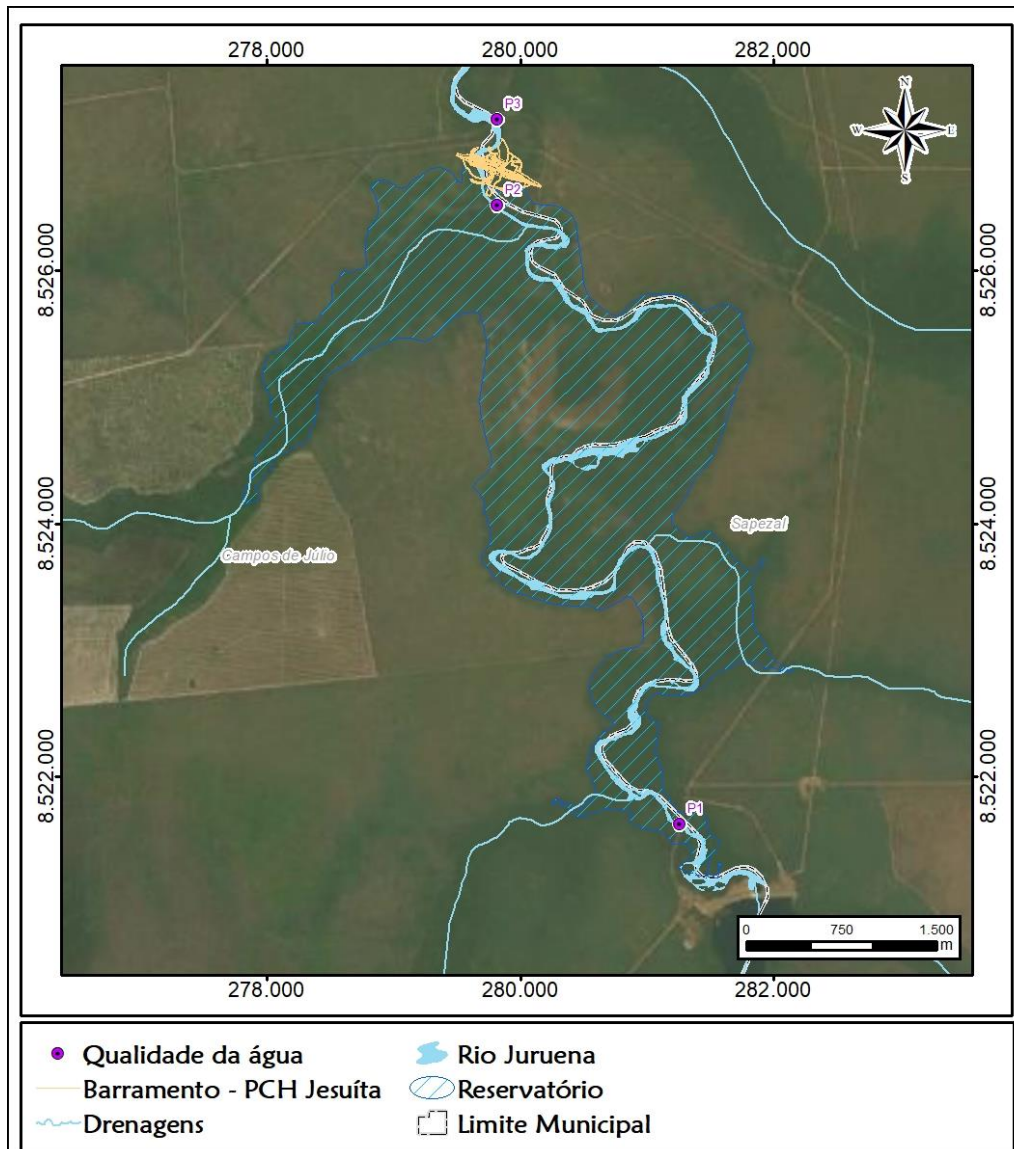 278.000 280.000 282.000
N
W E
S
P3
P2
8.526.000 8.526.000
Sapezal
8.524.000 8.524.000
Campos de Júlio
8.522.000 8.522.000
P1
0 750 1.500
m
278.000 280.000 282.000
Qualidade da água Rio Juruena
Barramento - PCH Jesuíta Reservatório
Drenagens Limite Municipal